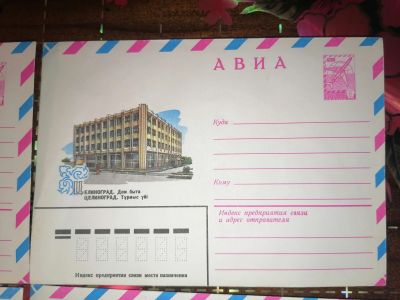 АВИА
Куда
Кому
ЦЕЛИНОГРАД. Дом быта
ЦЕЛИНОГРАД. Тұрмыс үйі
Индекс предприятия связи
и адрес отправителя
Индекс предприятия связи места назначения